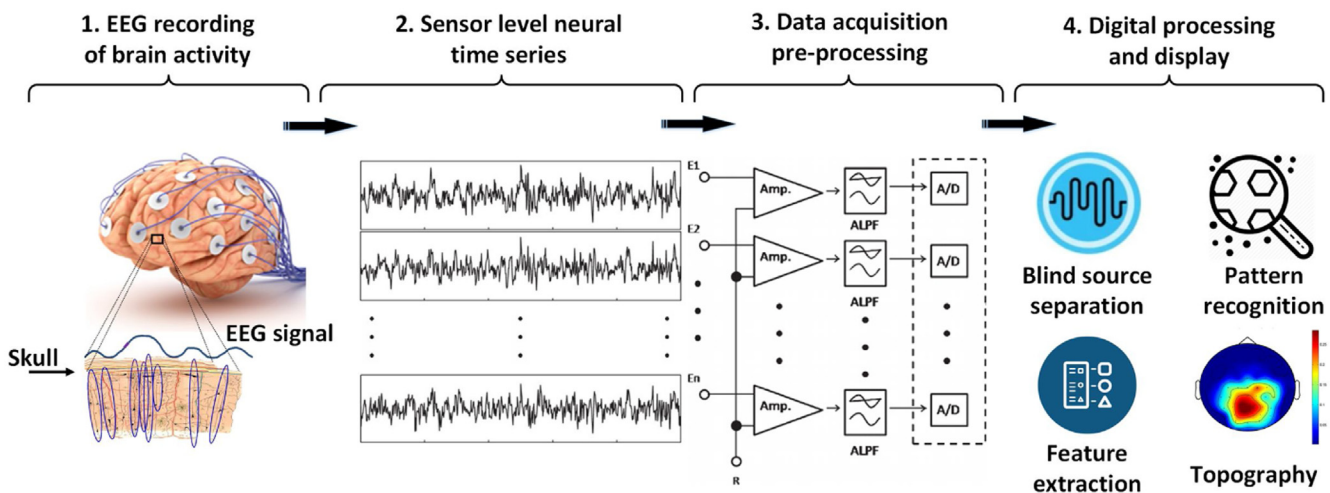 1. EEG recording
of brain activity
2. Sensor level neural
time series
3. Data acquisition
pre-processing
4. Digital processing
and display
EEG signal
Skull
E1
Amp.
ALPF
A/D
E2
Amp.
ALPF
A/D
En
Amp.
ALPF
A/D
R
Blind source
separation
Pattern
recognition
Feature
extraction
Topography